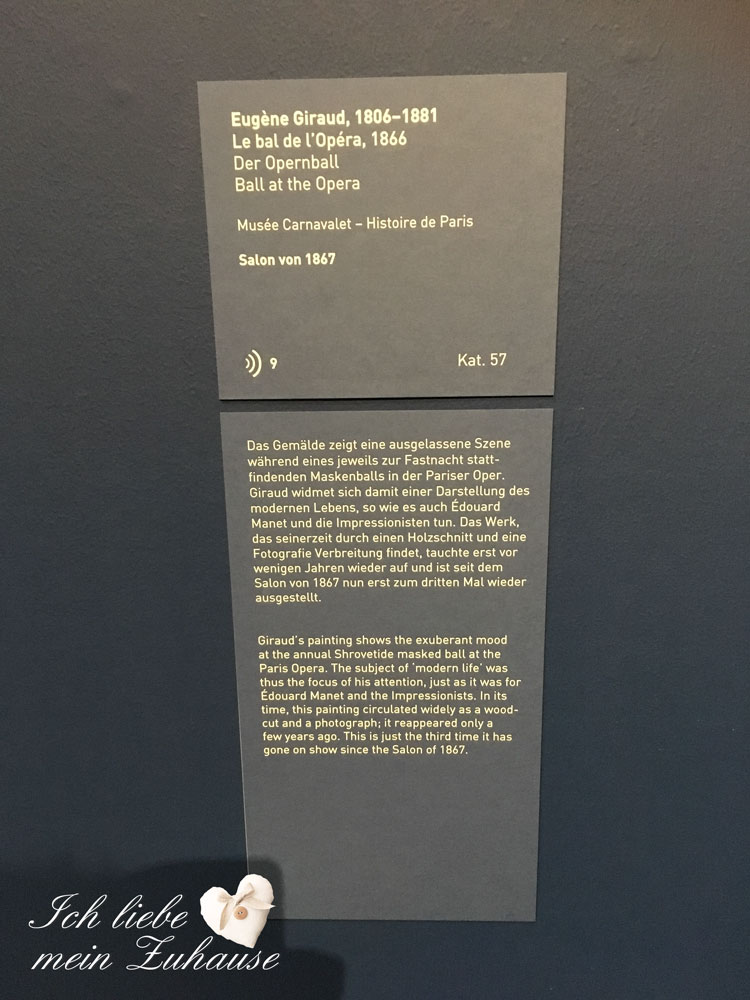 Eugène Giraud, 1806–1881
Le bal de l'Opéra, 1866
Der Opernball
Ball at the Opera
Musée Carnavalet – Histoire de Paris
Salon von 1867
9
Kat. 57
Das Gemälde zeigt eine ausgelassene Szene
während eines jeweils zur Fastnacht statt-
findenden Maskenballs in der Pariser Oper.
Giraud widmet sich damit einer Darstellung des
modernen Lebens, so wie es auch Édouard
Manet und die Impressionisten tun. Das Werk,
das seinerzeit durch einen Holzschnitt und eine
Fotografie Verbreitung findet, tauchte erst vor
wenigen Jahren wieder auf und ist seit dem
Salon von 1867 nun erst zum dritten Mal wieder
ausgestellt.
Giraud's painting shows the exuberant mood
at the annual Shrovetide masked ball at the
Paris Opera. The subject of 'modern life' was
thus the focus of his attention, just as it was for
Édouard Manet and the Impressionists. In its
time, this painting circulated widely as a wood-
cut and a photograph; it reappeared only a
few years ago. This is just the third time it has
gone on show since the Salon of 1867.
Ich liebe
mein Zuhause